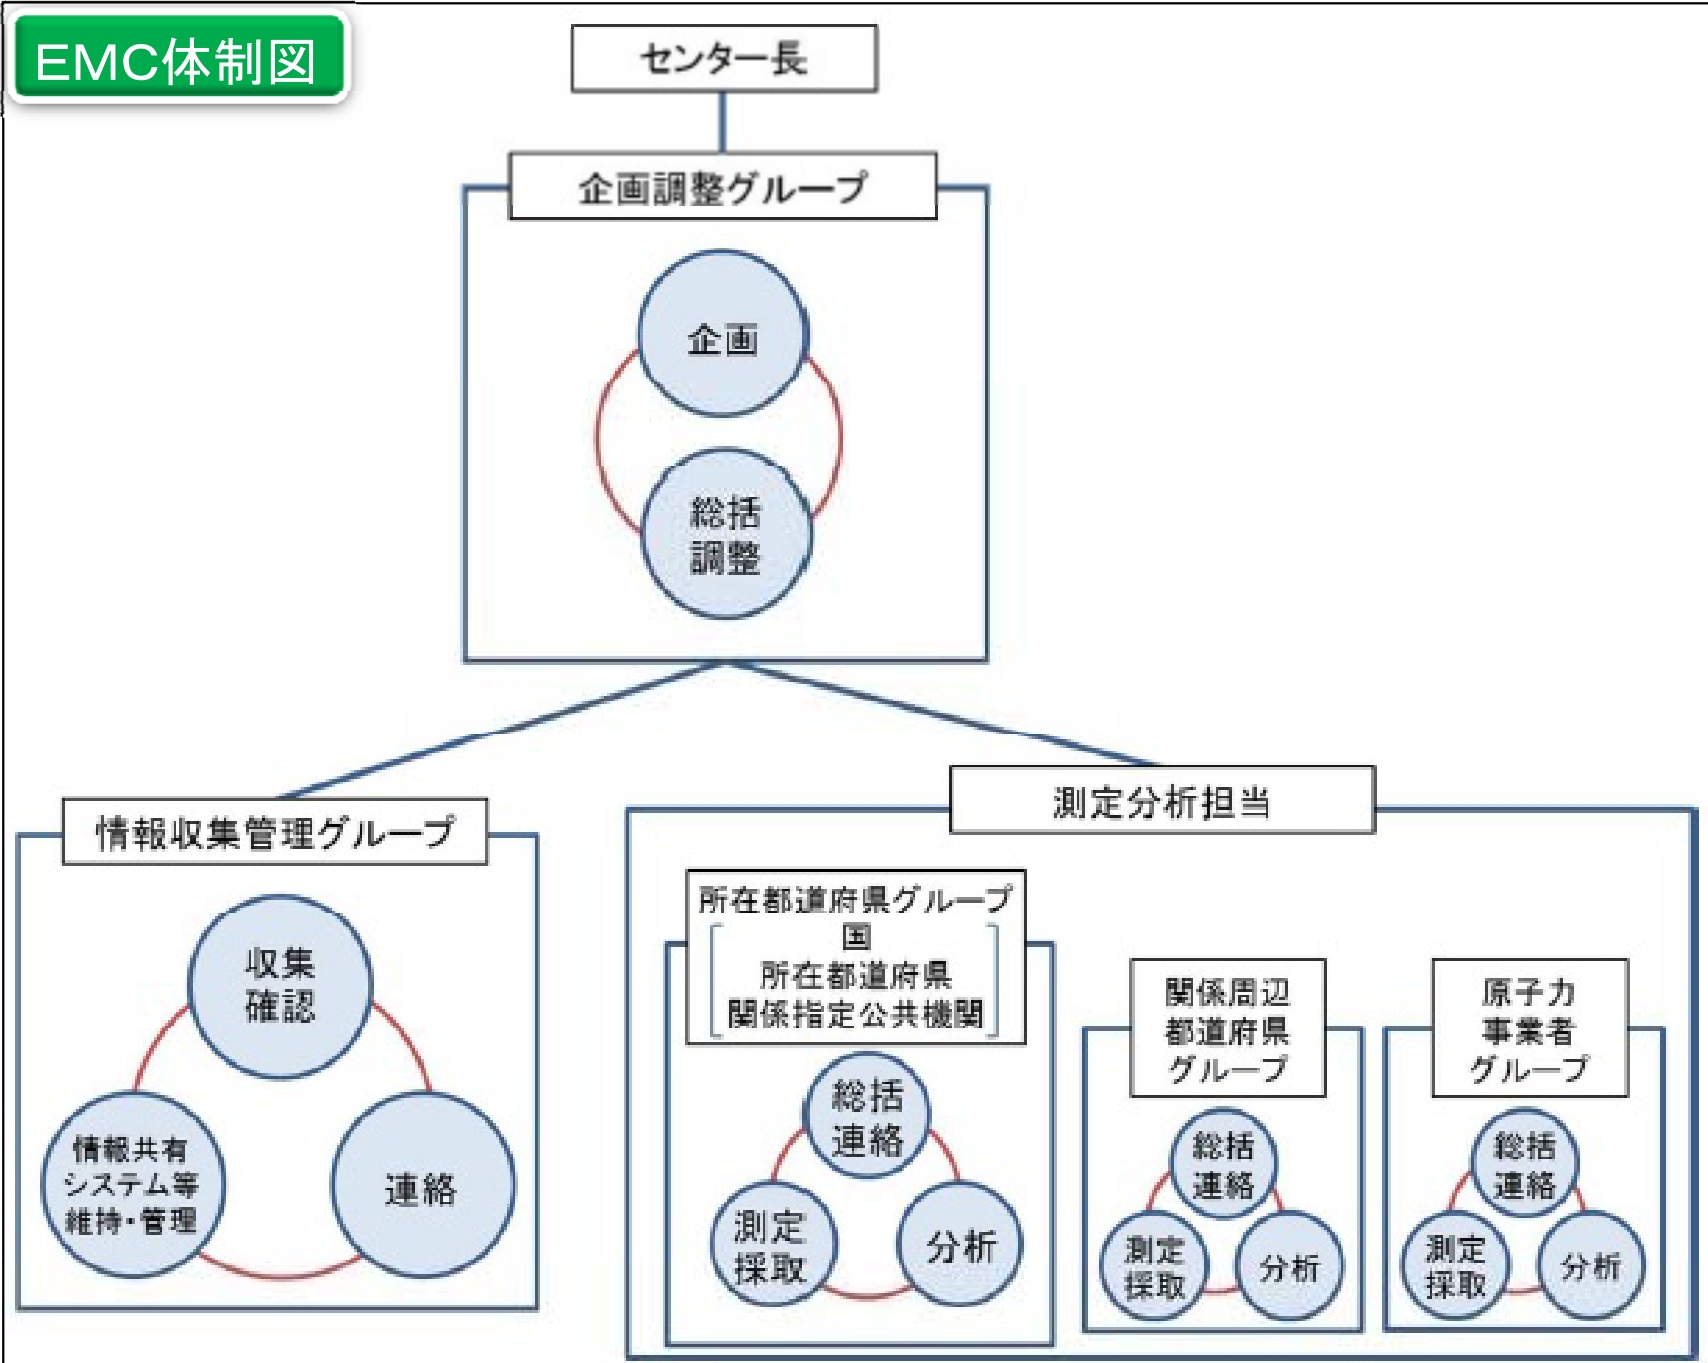 EMC体制図
センター長
企画調整グループ
企画
総括
調整
情報収集管理グループ
収集
確認
情報共有
システム等
維持・管理
連絡
測定分析担当
所在都道府県グループ
国
所在都道府県
関係指定公共機関
総括
連絡
測定
採取
分析
関係周辺
都道府県
グループ
総括
連絡
測定
採取
分析
原子力
事業者
グループ
総括
連絡
測定
採取
分析